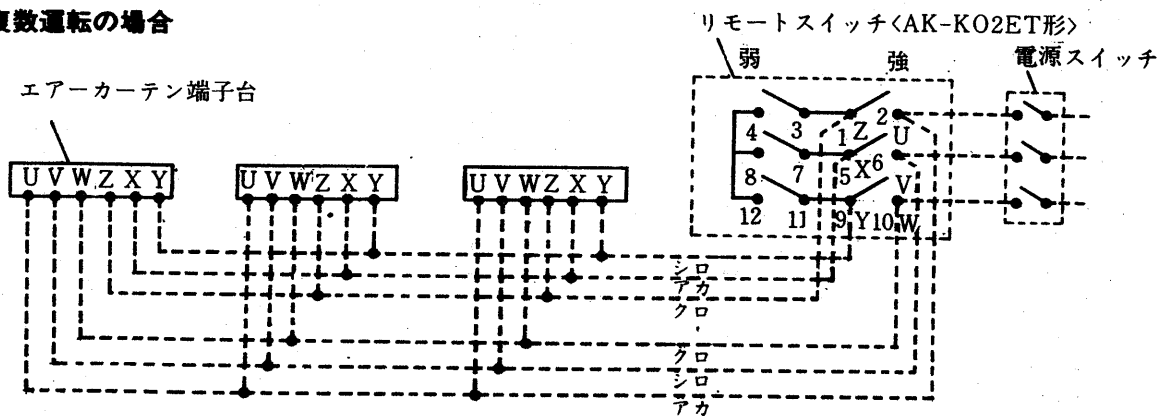 複数運転の場合
リモートスイッチ〈AK-KO2ET形〉
弱 強
電源スイッチ
エアーカーテン端子台
4 3 1 Z 2 U
U V W Z X Y
U V W Z X Y
U V W Z X Y
8 7 5 X 6 V
12 11 9 Y 10 W
シロ
アカ
クロ
クロ
シロ
アカ